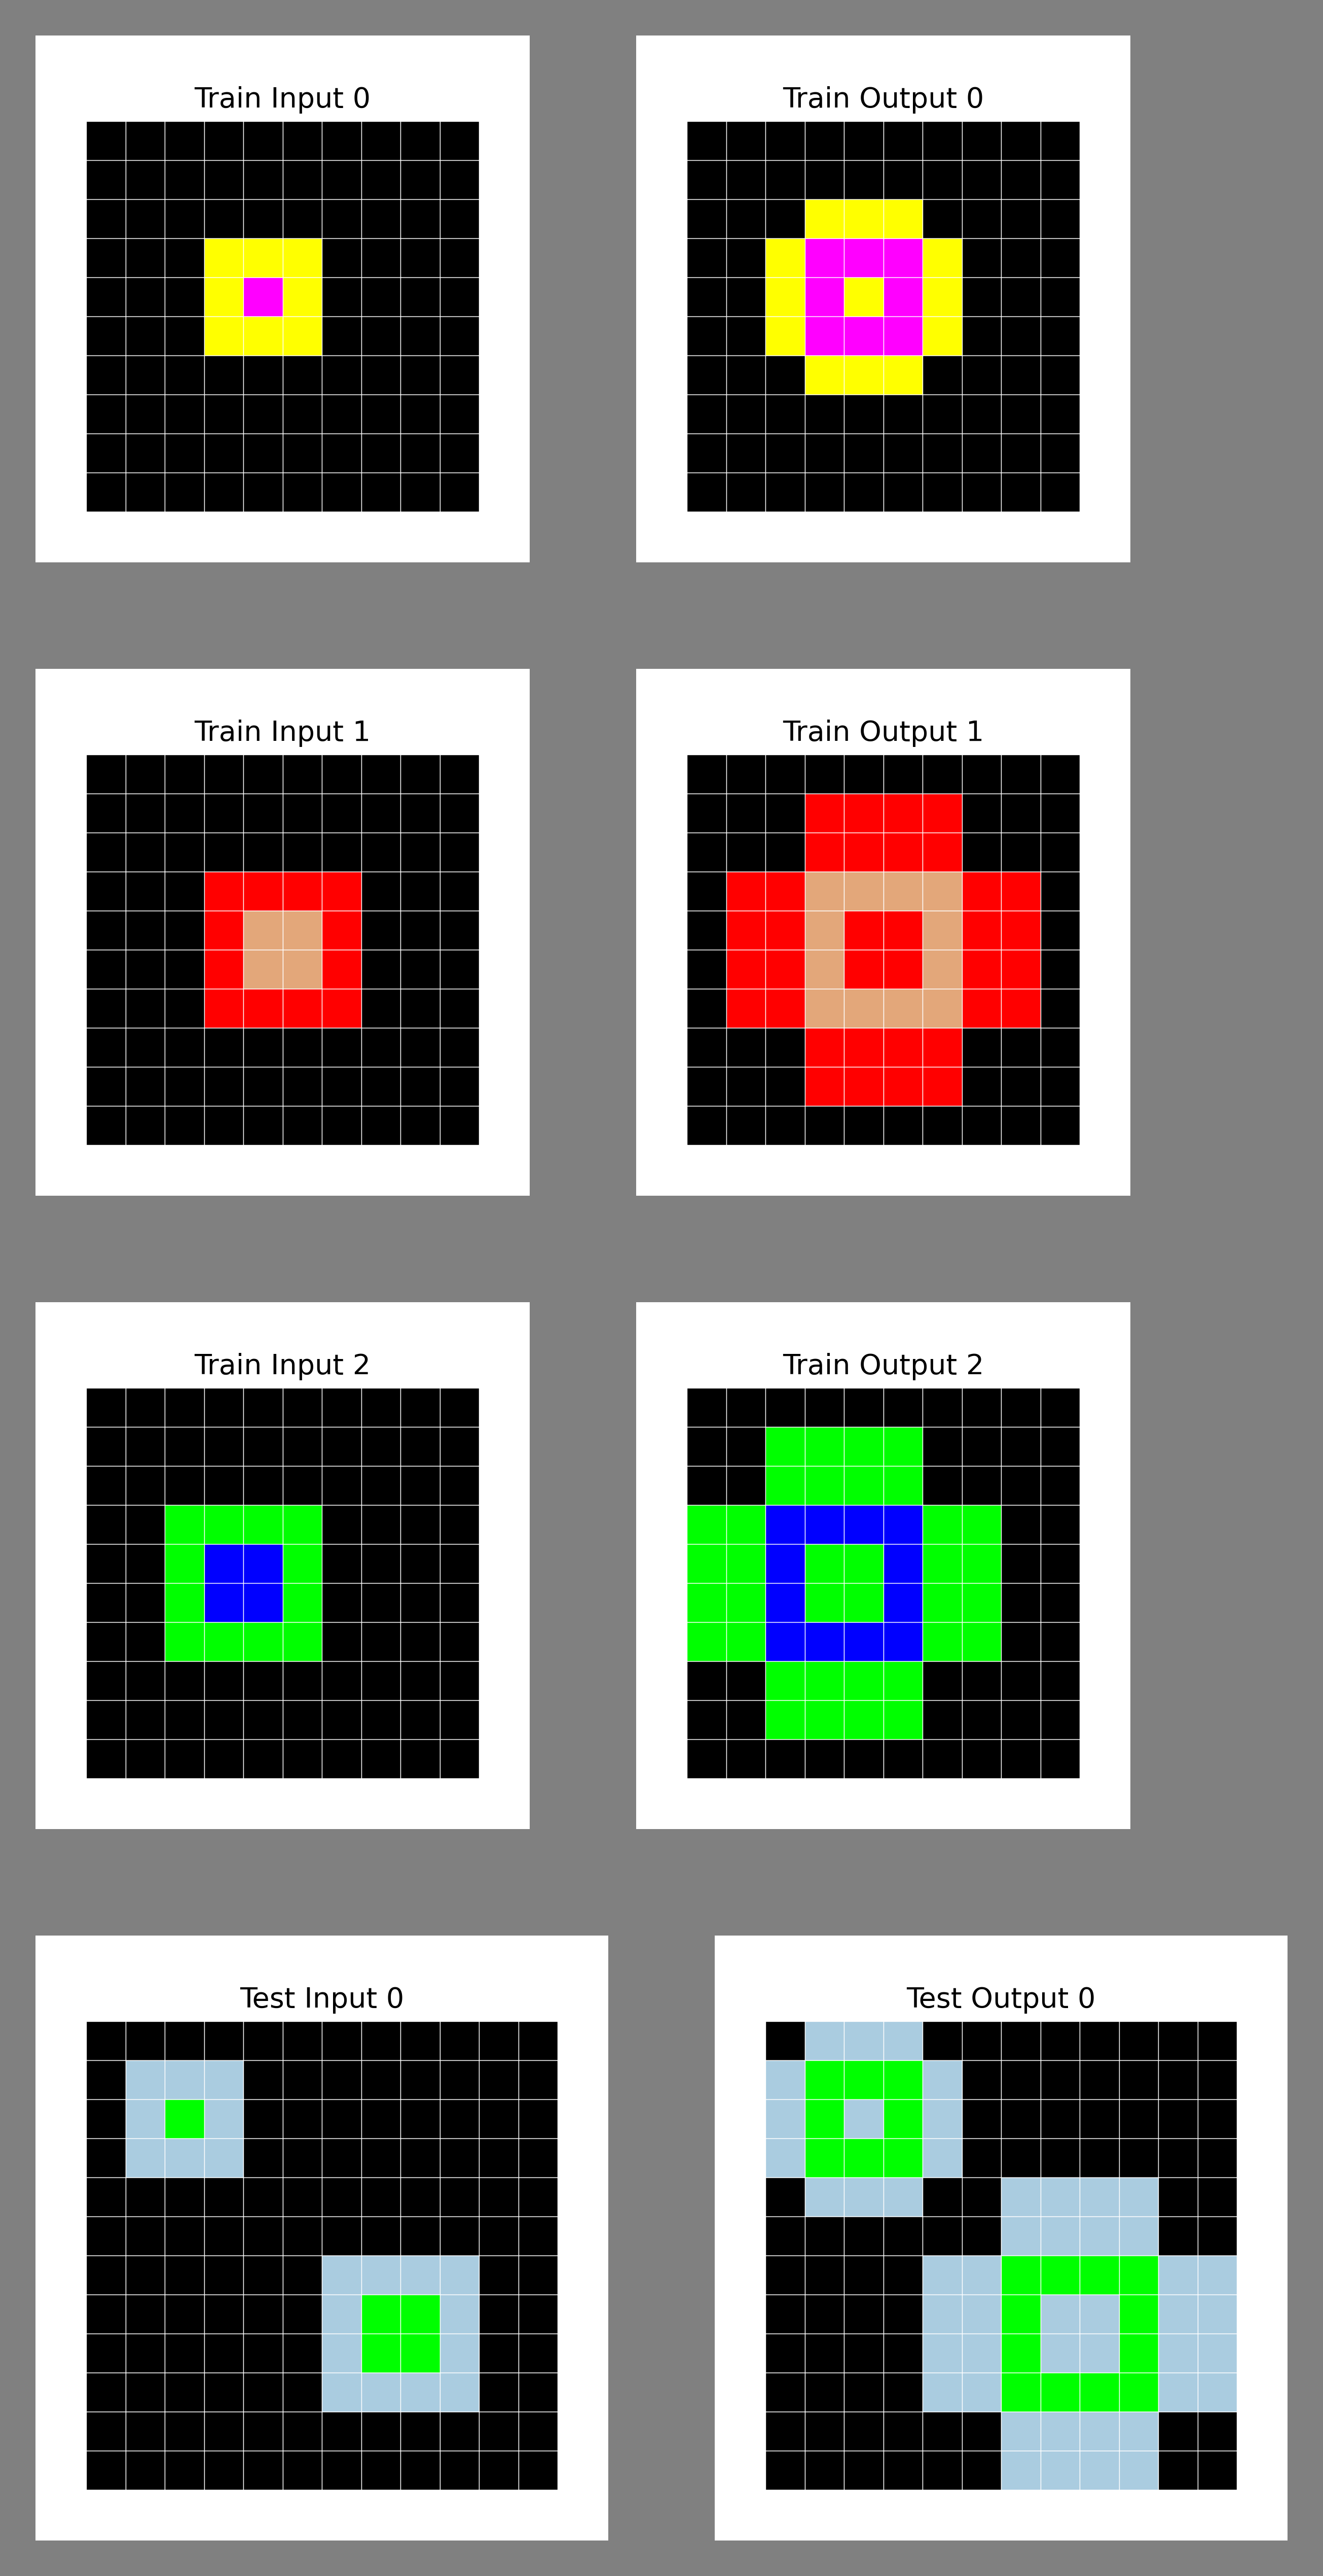 Train Input 0
Train Output 0
Train Input 1
Train Output 1
Train Input 2
Train Output 2
Test Input 0
Test Output 0